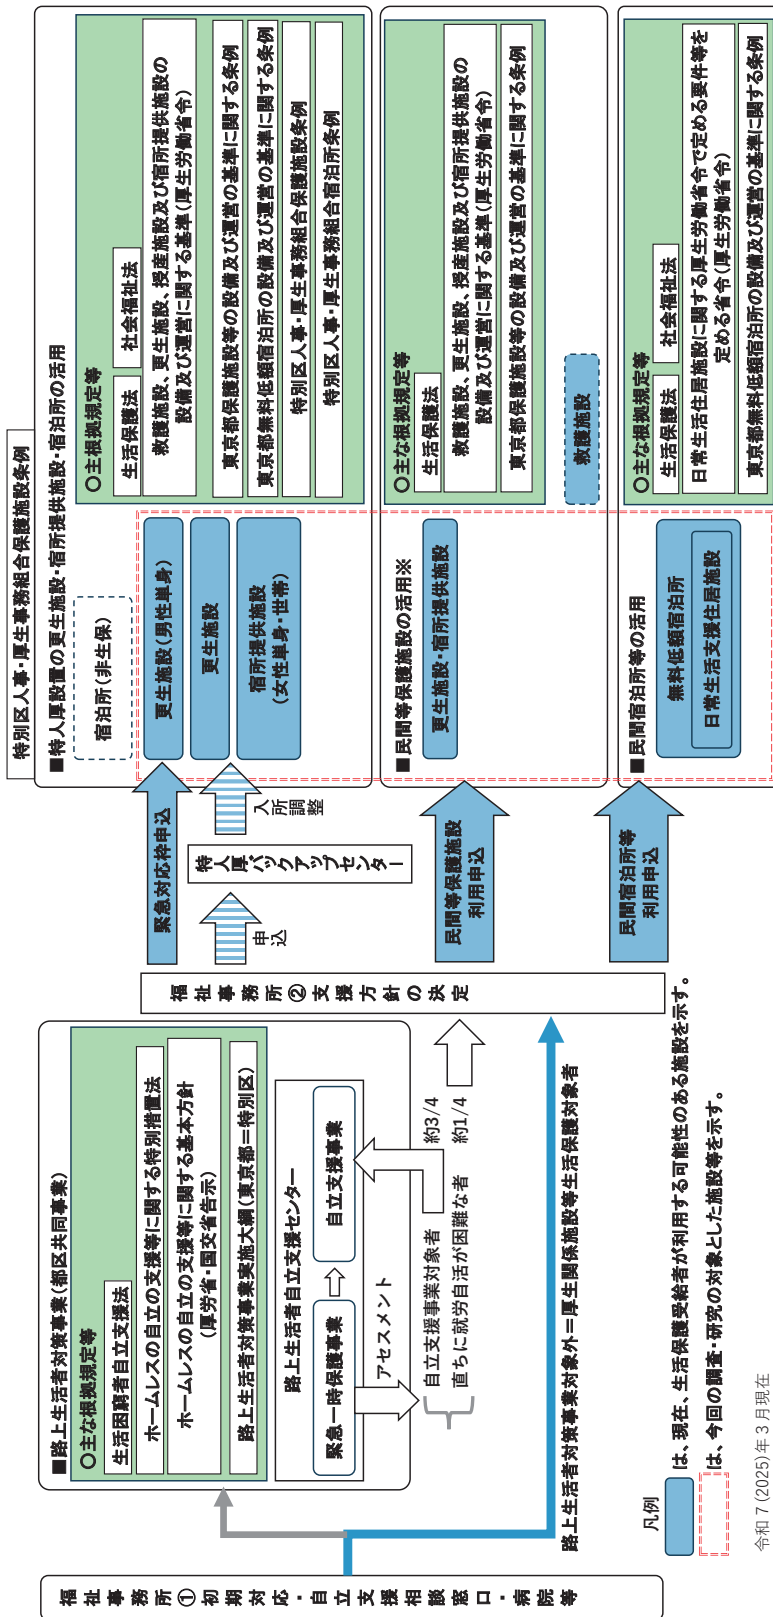 福祉事務所①初期対応・自立支援相談窓口・病院等
■路上生活者対策事業(都区共同事業)
〇主な根拠規定等
生活困窮者自立支援法
ホームレスの自立の支援等に関する特別措置法
ホームレスの自立の支援等に関する基本方針
(厚労省・国交省告示)
路上生活者対策事業実施大綱(東京都=特別区)
路上生活者自立支援センター
緊急一時保護事業
自立支援事業
アセスメント
自立支援事業対象者 約3/4
直ちに就労自活が困難な者 約1/4
路上生活者対策事業対象外=厚生関係施設等生活保護対象者
福祉事務所②支援方針の決定
緊急対応枠申込
申込
特人厚バックアップセンター
入所調整
民間等保護施設
利用申込
民間宿泊所等
利用申込
特別区人事・厚生事務組合保護施設条例
■特人厚設置の更生施設・宿所提供施設・宿泊所の活用
宿泊所(非生保)
更生施設(男性単身)
更生施設
宿所提供施設
(女性単身・世帯)
〇主根拠規定等
生活保護法
社会福祉法
救護施設、更生施設、授産施設及び宿所提供施設の
設備及び運営に関する基準(厚生労働省令)
東京都保護施設等の設備及び運営の基準に関する条例
東京都無料低額宿泊所の設備及び運営の基準に関する条例
特別区人事・厚生事務組合保護施設条例
特別区人事・厚生事務組合宿泊所条例
■民間等保護施設の活用※
更生施設・宿所提供施設
〇主な根拠規定等
生活保護法
救護施設、更生施設、授産施設及び宿所提供施設の
設備及び運営に関する基準(厚生労働省令)
東京都保護施設等の設備及び運営の基準に関する条例
救護施設
■民間宿泊所等の活用
無料低額宿泊所
日常生活支援住居施設
〇主な根拠規定等
生活保護法
社会福祉法
日常生活住居施設に関する厚生労働省令で定める要件等を
定める省令(厚生労働省令)
東京都無料低額宿泊所の設備及び運営の基準に関する条例
凡例
は、現在、生活保護受給者が利用する可能性のある施設を示す。
は、今回の調査・研究の対象とした施設等を示す。
令和7(2025)年3月現在